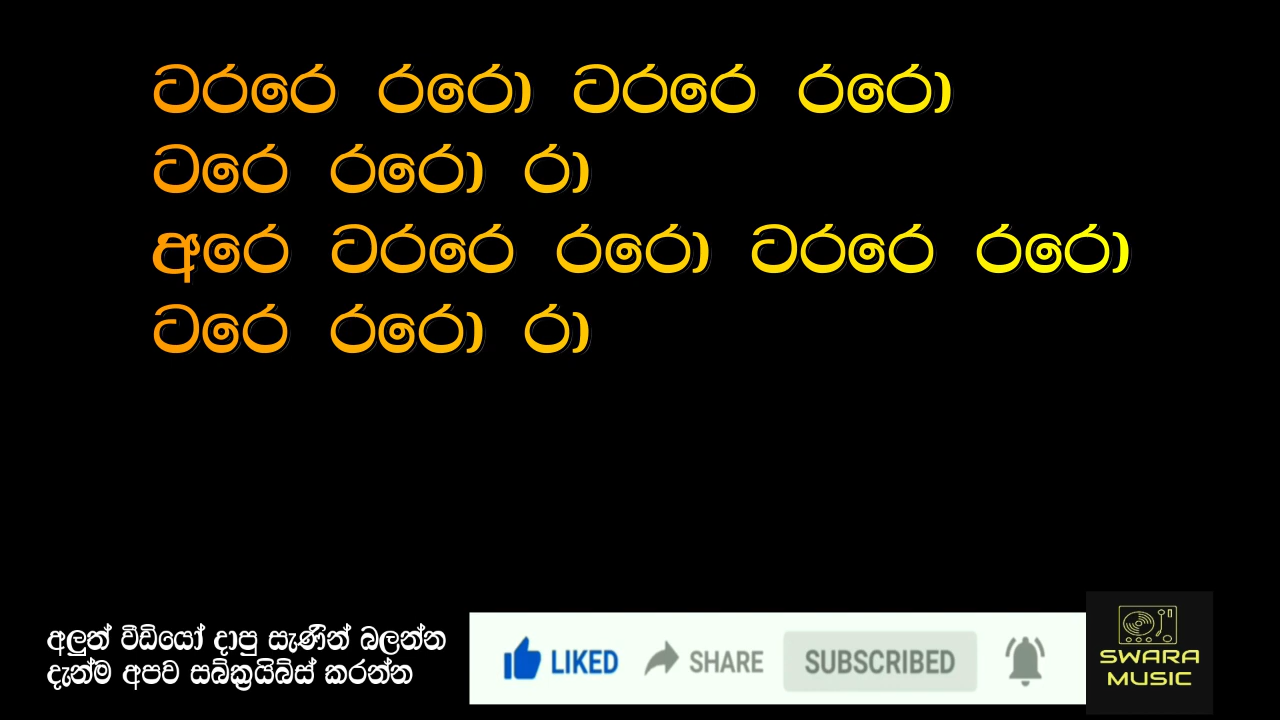 ටරරෙ රරො ටරරෙ රරො
ටරෙ රරො රා
අරෙ ටරරෙ රරො ටරරෙ රරො
ටරෙ රරො රා
අලුත් වීඩියෝ දාපු සැණින් බලන්න
දැන්ම අපව සබ්ක්‍රයිබ්ස් කරන්න
LIKED SHARE SUBSCRIBED
SWARA
MUSIC